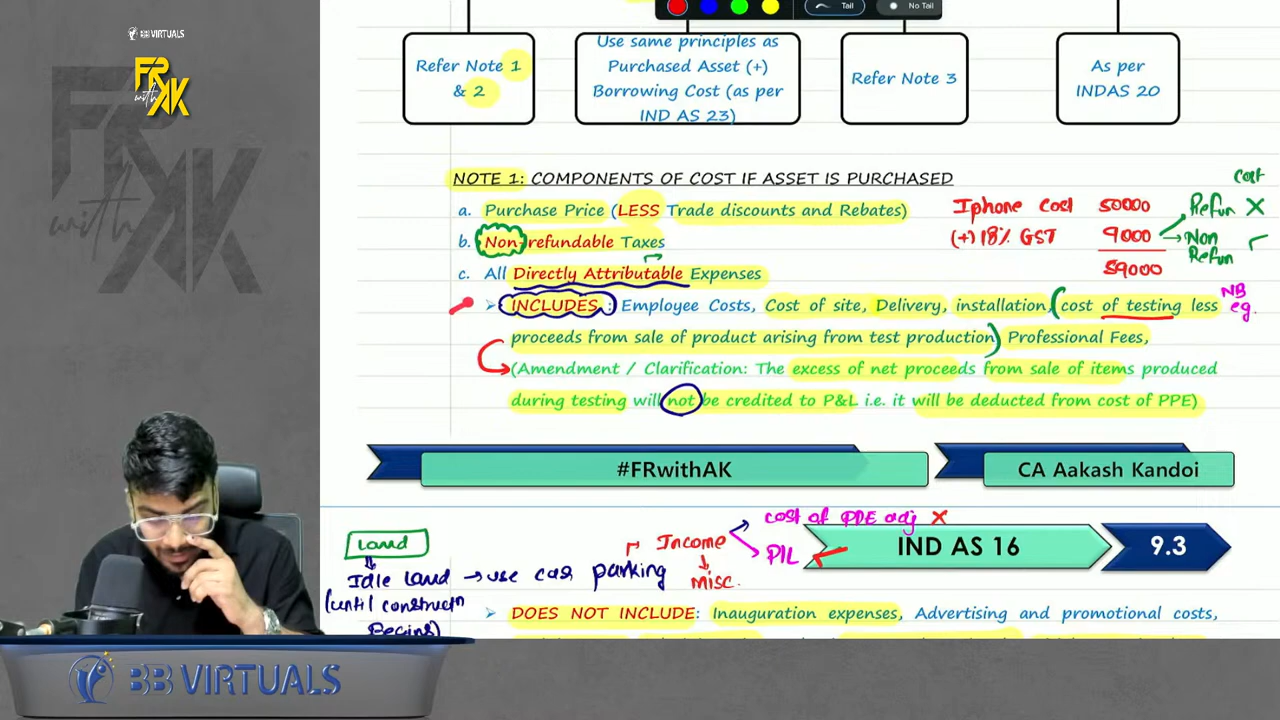 Tail
No Tail
BB VIRTUALS
FR
with
AK
Refer Note 1
& 2
Use same principles as
Purchased Asset (+)
Borrowing Cost (as per
IND AS 23)
Refer Note 3
As per
INDAS 20
NOTE 1: COMPONENTS OF COST IF ASSET IS PURCHASED
a. Purchase Price (LESS Trade discounts and Rebates)
b. Non-refundable Taxes
c. All Directly Attributable Expenses
➢ INCLUDES : Employee Costs, Cost of site, Delivery, installation, (cost of testing less
proceeds from sale of product arising from test production) Professional Fees,
(Amendment / Clarification: The excess of net proceeds from sale of items produced
during testing will not be credited to P&L i.e. it will be deducted from cost of PPE)
cost
Iphone cost 50000 Refun X
(+) 18% GST 9000 → Non
Refun
59000
NB
eg.
#FRwithAK
CA Aakash Kandoi
IND AS 16
9.3
Land
Idle land → use car parking
(until constructn
Begins)
Income
misc.
cost of PPE adj X
P/L
➢ DOES NOT INCLUDE: Inauguration expenses, Advertising and promotional costs,
BB VIRTUALS